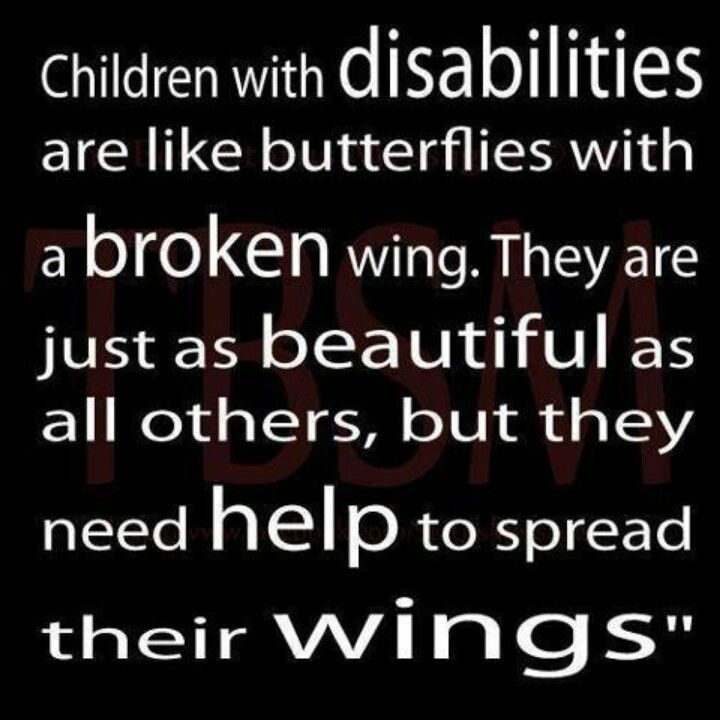 Children with disabilities
are like butterflies with
a broken wing. They are
just as beautiful as
all others, but they
need help to spread
their wings"
TBSM